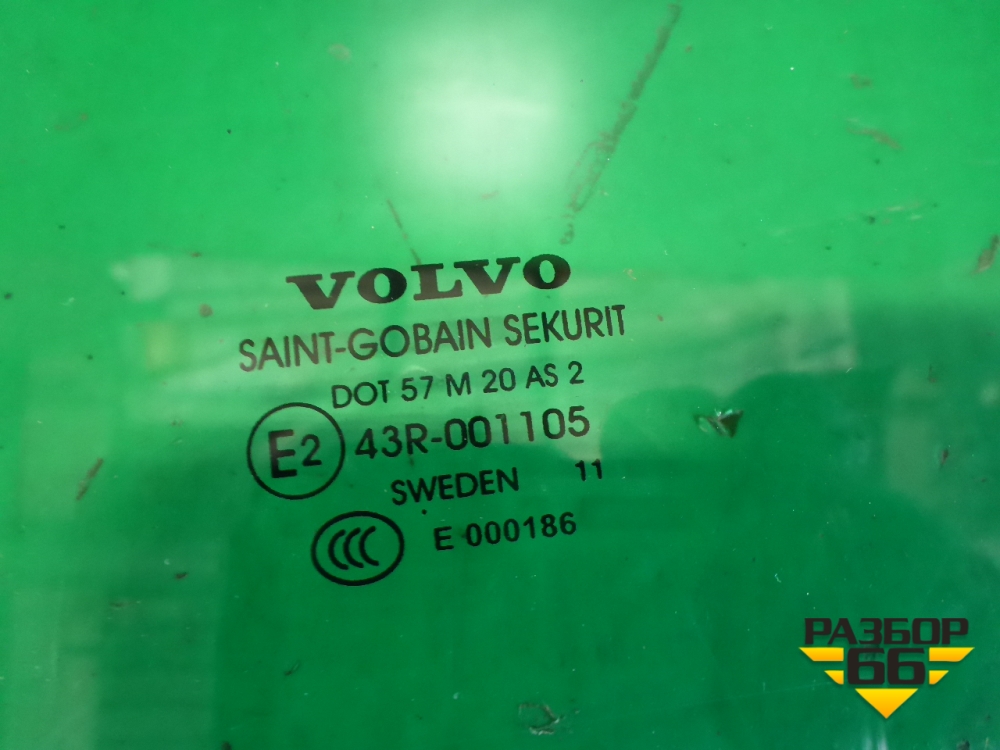 VOLVO
SAINT-GOBAIN SEKURIT
DOT 57 M 20 AS 2
E2 43R-001105
SWEDEN 11
CCC E 000186
РАЗБОР
66